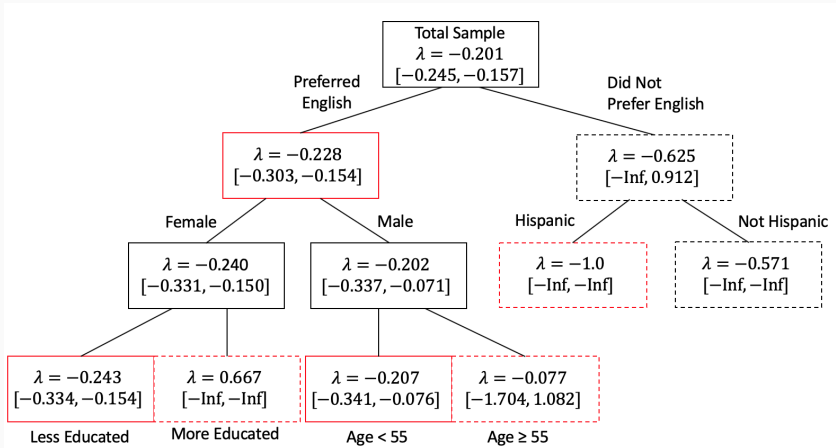 Total Sample
λ = −0.201
[−0.245, −0.157]
Preferred
English
Did Not
Prefer English
λ = −0.228
[−0.303, −0.154]
λ = −0.625
[−Inf, 0.912]
Female
Male
Hispanic
Not Hispanic
λ = −0.240
[−0.331, −0.150]
λ = −0.202
[−0.337, −0.071]
λ = −1.0
[−Inf, −Inf]
λ = −0.571
[−Inf, −Inf]
λ = −0.243
[−0.334, −0.154]
λ = 0.667
[−Inf, −Inf]
λ = −0.207
[−0.341, −0.076]
λ = −0.077
[−1.704, 1.082]
Less Educated
More Educated
Age < 55
Age ≥ 55